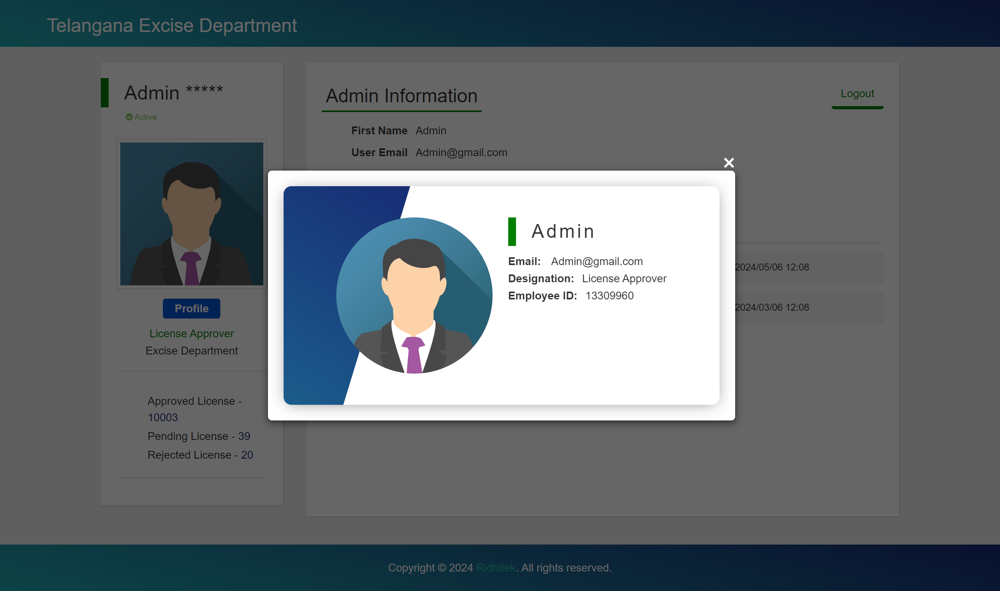 Telangana Excise Department
Admin *****
Active
Profile
License Approver
Excise Department
Approved License -
10003
Pending License - 39
Rejected License - 20
Admin Information
Logout
First Name Admin
User Email Admin@gmail.com
×
Admin
Email: Admin@gmail.com
Designation: License Approver
Employee ID: 13309960
2024/05/06 12:08
2024/03/06 12:08
Copyright © 2024 Ridhitek. All rights reserved.